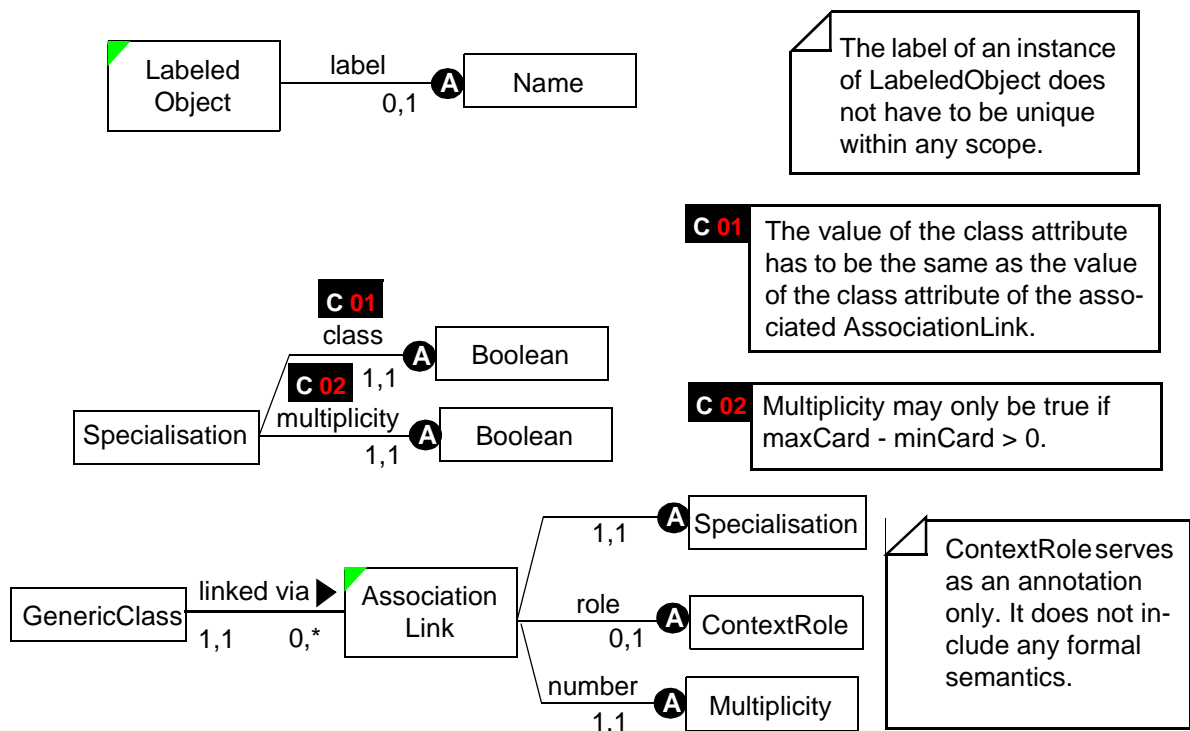 Labeled
Object
label
0,1
A
Name
The label of an instance
of LabeledObject does
not have to be unique
within any scope.
C 01
The value of the class attribute
has to be the same as the value
of the class attribute of the asso-
ciated AssociationLink.
C 01
class
1,1
A
Boolean
C 02
multiplicity
1,1
A
Boolean
Specialisation
C 02
Multiplicity may only be true if
maxCard - minCard > 0.
GenericClass
linked via
1,1
0,*
Association
Link
1,1
A
Specialisation
role
0,1
A
ContextRole
number
1,1
A
Multiplicity
ContextRole serves
as an annotation
only. It does not in-
clude any formal
semantics.